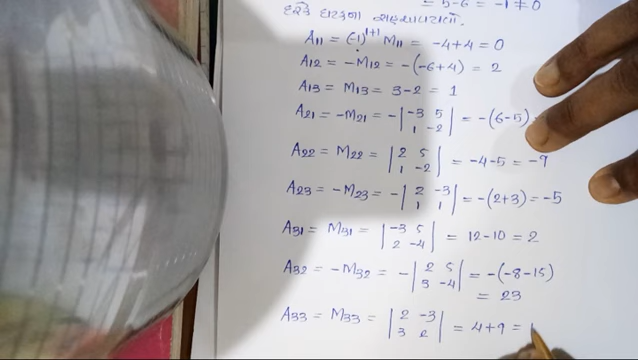 = 5-6 = -1 ≠ 0
દરેક ઘટકના સહઅવયવો.
A11 = (-1)^1+1 M11 = -4+4 = 0
A12 = -M12 = -(-6+4) = 2
A13 = M13 = 3-2 = 1
A21 = -M21 = -|-3 5| = -(6-5)
1 -2
A22 = M22 = |2 5| = -4-5 = -9
1 -2
A23 = -M23 = -|2 -3| = -(2+3) = -5
1 1
A31 = M31 = |-3 5| = 12-10 = 2
2 -4
A32 = -M32 = -|2 5| = -(-8-15)
3 -4
= 23
A33 = M33 = |2 -3| = 4+9 = 1
3 2